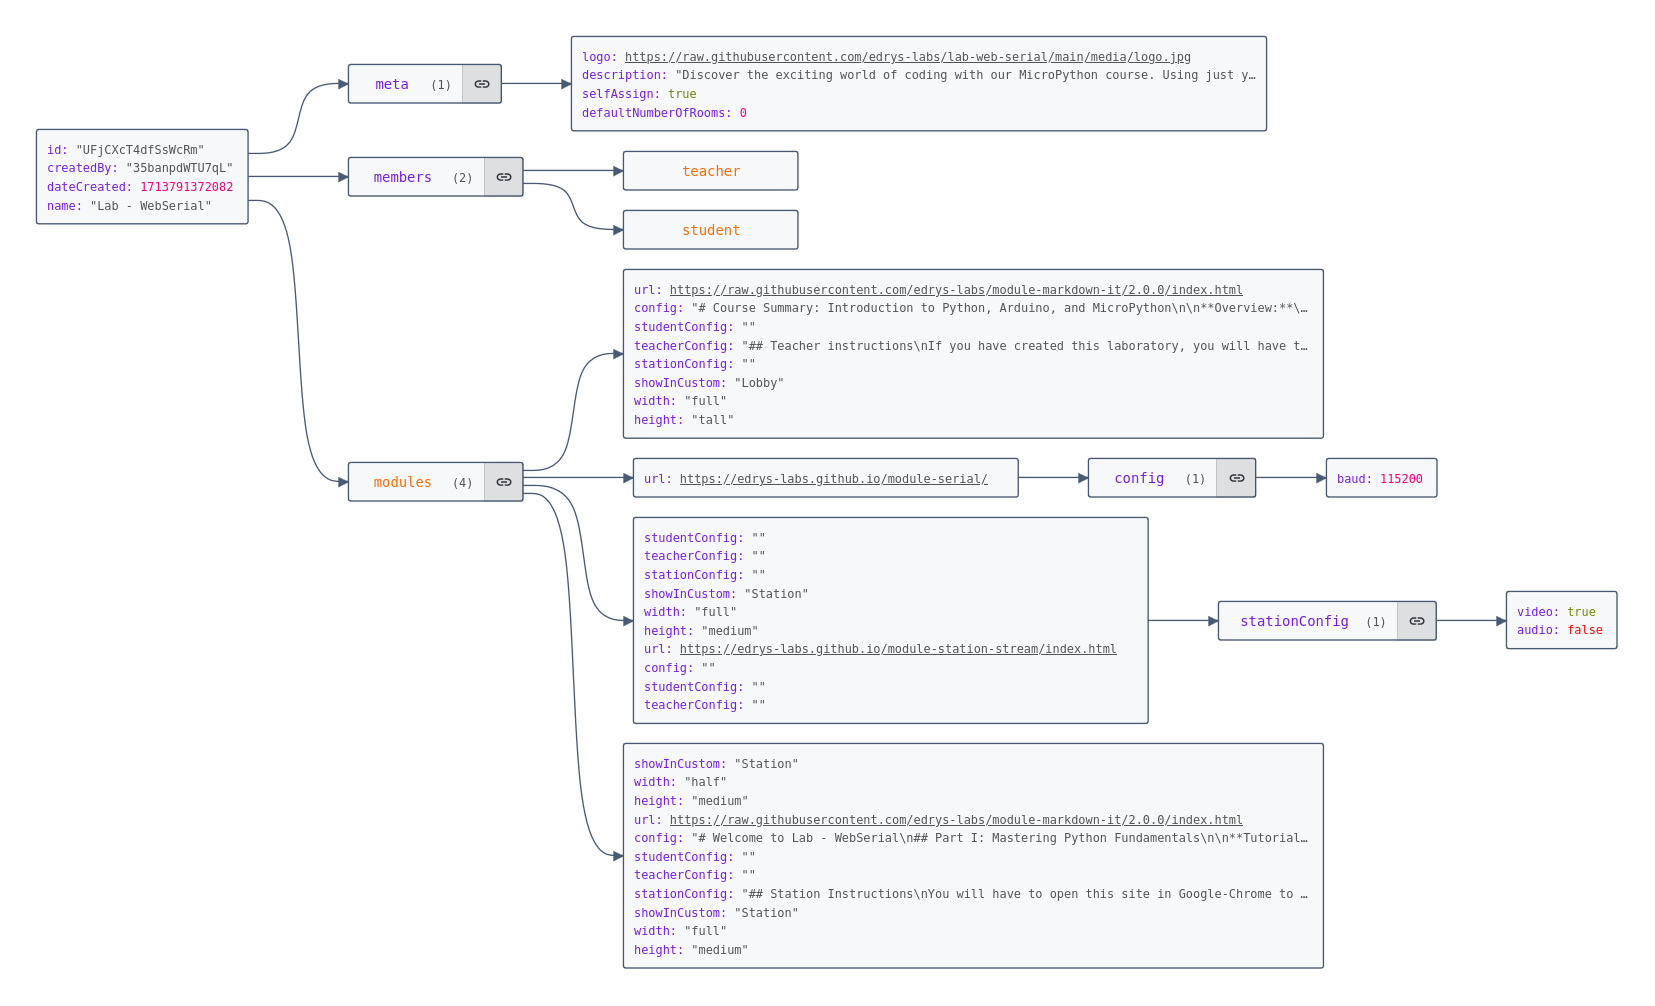 id: "UFjCXcT4dfSsWcRm"
createdBy: "35banpdWTU7qL"
dateCreated: 1713791372082
name: "Lab - WebSerial"
meta (1)
logo: https://raw.githubusercontent.com/edrys-labs/lab-web-serial/main/media/logo.jpg
description: "Discover the exciting world of coding with our MicroPython course. Using just y…
selfAssign: true
defaultNumberOfRooms: 0
members (2)
teacher
student
modules (4)
url: https://raw.githubusercontent.com/edrys-labs/module-markdown-it/2.0.0/index.html
config: "# Course Summary: Introduction to Python, Arduino, and MicroPython\n\n**Overview:**\…
studentConfig: ""
teacherConfig: "## Teacher instructions\nIf you have created this laboratory, you will have t…
stationConfig: ""
showInCustom: "Lobby"
width: "full"
height: "tall"
url: https://edrys-labs.github.io/module-serial/
config (1)
baud: 115200
studentConfig: ""
teacherConfig: ""
stationConfig: ""
showInCustom: "Station"
width: "full"
height: "medium"
url: https://edrys-labs.github.io/module-station-stream/index.html
config: ""
studentConfig: ""
teacherConfig: ""
stationConfig (1)
video: true
audio: false
showInCustom: "Station"
width: "half"
height: "medium"
url: https://raw.githubusercontent.com/edrys-labs/module-markdown-it/2.0.0/index.html
config: "# Welcome to Lab - WebSerial\n## Part I: Mastering Python Fundamentals\n\n**Tutorial…
studentConfig: ""
teacherConfig: ""
stationConfig: "## Station Instructions\nYou will have to open this site in Google-Chrome to …
showInCustom: "Station"
width: "full"
height: "medium"